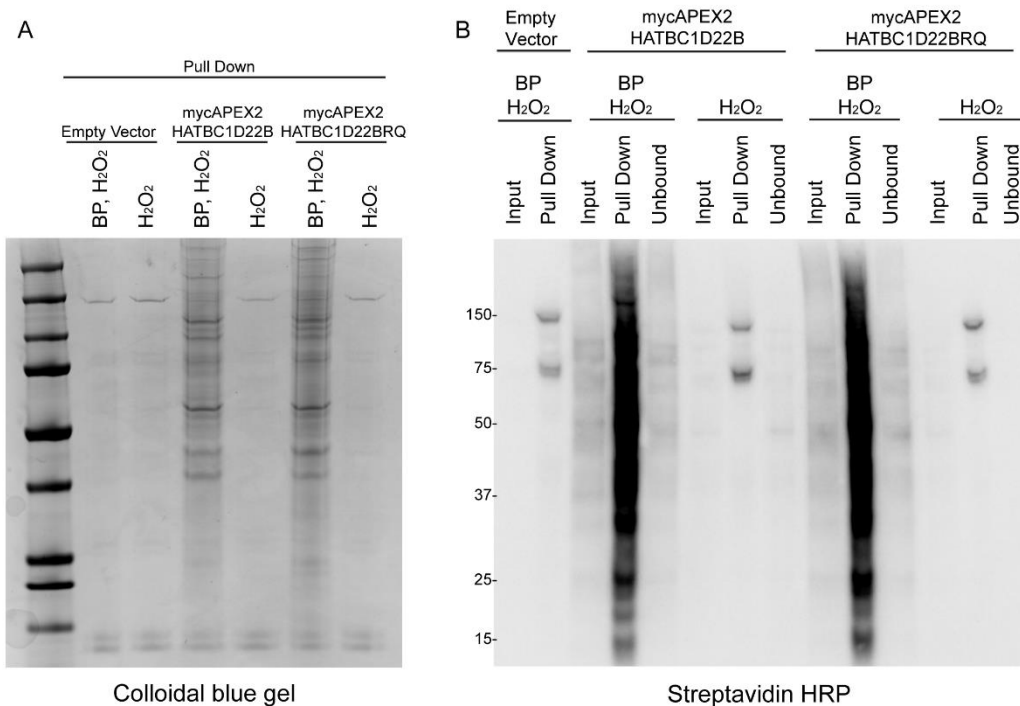 A
Pull Down
Empty Vector
mycAPEX2
HATBC1D22B
mycAPEX2
HATBC1D22BRQ
BP, H₂O₂
H₂O₂
BP, H₂O₂
H₂O₂
BP, H₂O₂
H₂O₂
Colloidal blue gel
B
Empty
Vector
mycAPEX2
HATBC1D22B
mycAPEX2
HATBC1D22BRQ
BP
H₂O₂
BP
H₂O₂
H₂O₂
BP
H₂O₂
H₂O₂
Input
Pull Down
Input
Pull Down
Unbound
Input
Pull Down
Unbound
Input
Pull Down
Unbound
Input
Pull Down
Unbound
150-
75-
50-
37-
25-
15-
Streptavidin HRP